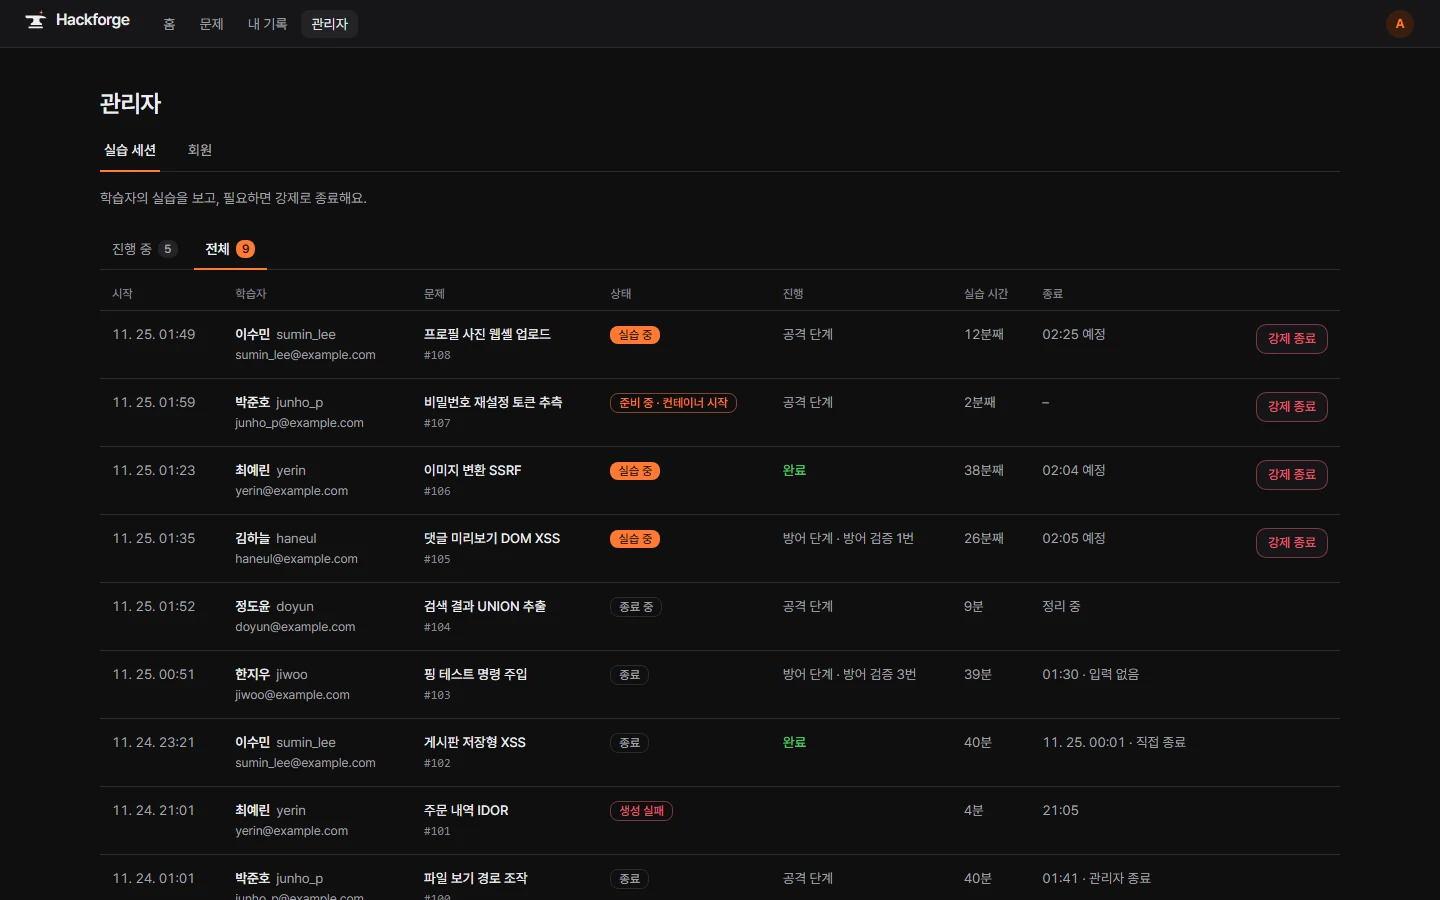 Hackforge 홈 문제 내 기록 관리자 A
관리자
실습 세션 회원
학습자의 실습을 보고, 필요하면 강제로 종료해요.
진행 중 5 전체 9
시작 학습자 문제 상태 진행 실습 시간 종료
11. 25. 01:49 이수민 sumin_lee 프로필 사진 웹셸 업로드 실습 중 공격 단계 12분째 02:25 예정 강제 종료
sumin_lee@example.com #108
11. 25. 01:59 박준호 junho_p 비밀번호 재설정 토큰 추측 준비 중 · 컨테이너 시작 공격 단계 2분째 – 강제 종료
junho_p@example.com #107
11. 25. 01:23 최예린 yerin 이미지 변환 SSRF 실습 중 완료 38분째 02:04 예정 강제 종료
yerin@example.com #106
11. 25. 01:35 김하늘 haneul 댓글 미리보기 DOM XSS 실습 중 방어 단계 · 방어 검증 1번 26분째 02:05 예정 강제 종료
haneul@example.com #105
11. 25. 01:52 정도윤 doyun 검색 결과 UNION 추출 종료 중 공격 단계 9분 정리 중
doyun@example.com #104
11. 25. 00:51 한지우 jiwoo 핑 테스트 명령 주입 종료 방어 단계 · 방어 검증 3번 39분 01:30 · 입력 없음
jiwoo@example.com #103
11. 24. 23:21 이수민 sumin_lee 게시판 저장형 XSS 종료 완료 40분 11. 25. 00:01 · 직접 종료
sumin_lee@example.com #102
11. 24. 21:01 최예린 yerin 주문 내역 IDOR 생성 실패 4분 21:05
yerin@example.com #101
11. 24. 01:01 박준호 junho_p 파일 보기 경로 조작 종료 공격 단계 40분 01:41 · 관리자 종료
junho_p@example.com #100